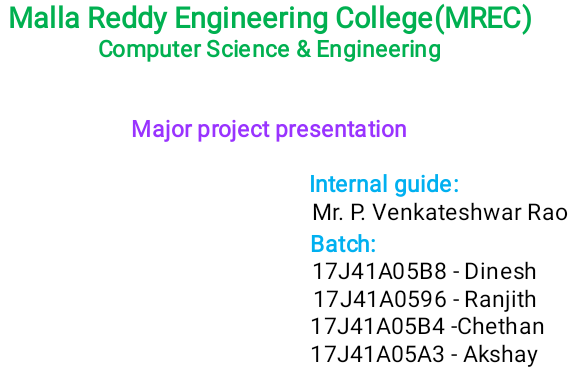 Malla Reddy Engineering College(MREC)
Computer Science & Engineering
Major project presentation
Internal guide:
Mr. P. Venkateshwar Rao
Batch:
17J41A05B8 - Dinesh
17J41A0596 - Ranjith
17J41A05B4 -Chethan
17J41A05A3 - Akshay